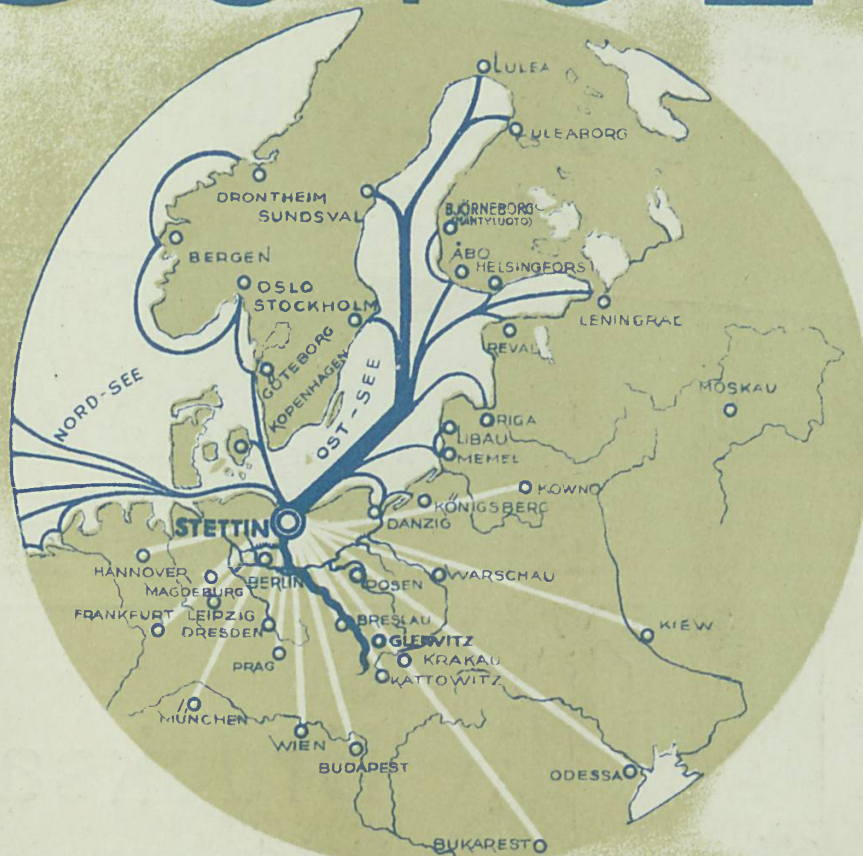 LULEA
ULEABORG
DRONTHEIM
SUNDSVAL
BJÖRNEBORG
(MÄNTYLUOTO)
BERGEN
ÅBO
HELSINGFORS
OSLO
STOCKHOLM
LENINGRAD
GÖTEBORG
REVAL
KOPENHAGEN
NORD-SEE
OST-SEE
MOSKAU
RIGA
LIBAU
MEMEL
KOWNO
KÖNIGSBERG
STETTIN
DANZIG
HANNOVER
BERLIN
POSEN
WARSCHAU
MAGDEBURG
FRANKFURT
LEIPZIG
DRESDEN
BRESLAU
KIEW
GLEIWITZ
PRAG
KRAKAU
KATTOWITZ
MÜNCHEN
WIEN
BUDAPEST
ODESSA
BUKAREST